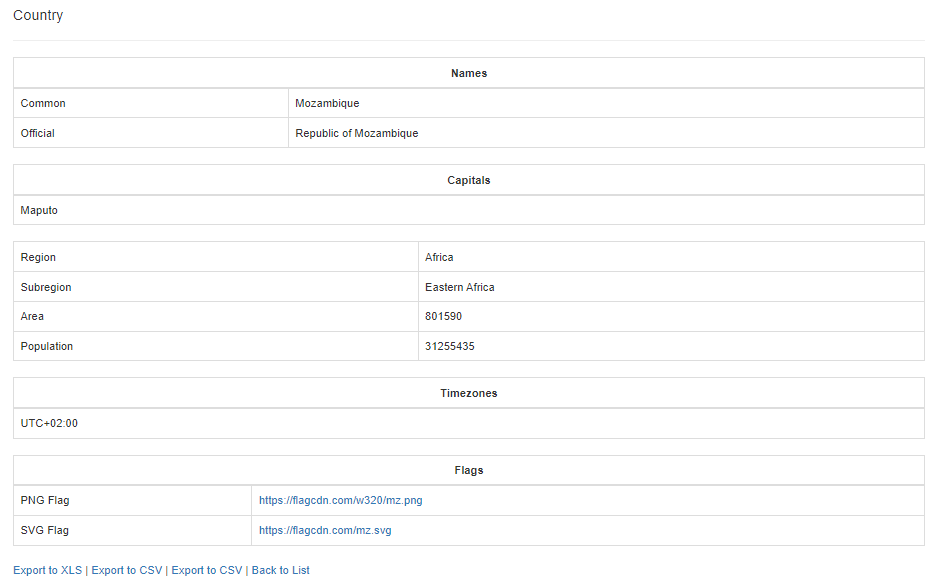 Country
Names
Common Mozambique
Official Republic of Mozambique
Capitals
Maputo
Region Africa
Subregion Eastern Africa
Area 801590
Population 31255435
Timezones
UTC+02:00
Flags
PNG Flag https://flagcdn.com/w320/mz.png
SVG Flag https://flagcdn.com/mz.svg
Export to XLS | Export to CSV | Export to CSV | Back to List